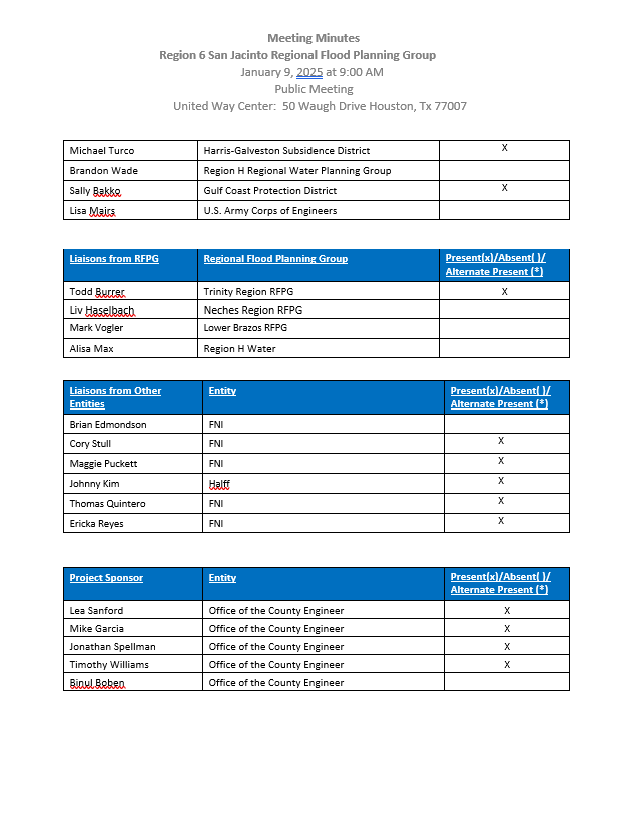 Meeting Minutes
Region 6 San Jacinto Regional Flood Planning Group
January 9, 2025 at 9:00 AM
Public Meeting
United Way Center: 50 Waugh Drive Houston, Tx 77007
Michael Turco Harris-Galveston Subsidence District X
Brandon Wade Region H Regional Water Planning Group
Sally Bakko Gulf Coast Protection District X
Lisa Mairs U.S. Army Corps of Engineers
Liaisons from RFPG Regional Flood Planning Group Present(x)/Absent( )/
Alternate Present (*)
Todd Burrer Trinity Region RFPG X
Liv Haselbach Neches Region RFPG
Mark Vogler Lower Brazos RFPG
Alisa Max Region H Water
Liaisons from Other Entity Present(x)/Absent( )/
Entities Alternate Present (*)
Brian Edmondson FNI
Cory Stull FNI X
Maggie Puckett FNI X
Johnny Kim Halff X
Thomas Quintero FNI X
Ericka Reyes FNI X
Project Sponsor Entity Present(x)/Absent( )/
Alternate Present (*)
Lea Sanford Office of the County Engineer X
Mike Garcia Office of the County Engineer X
Jonathan Spellman Office of the County Engineer X
Timothy Williams Office of the County Engineer X
Binul Boben Office of the County Engineer